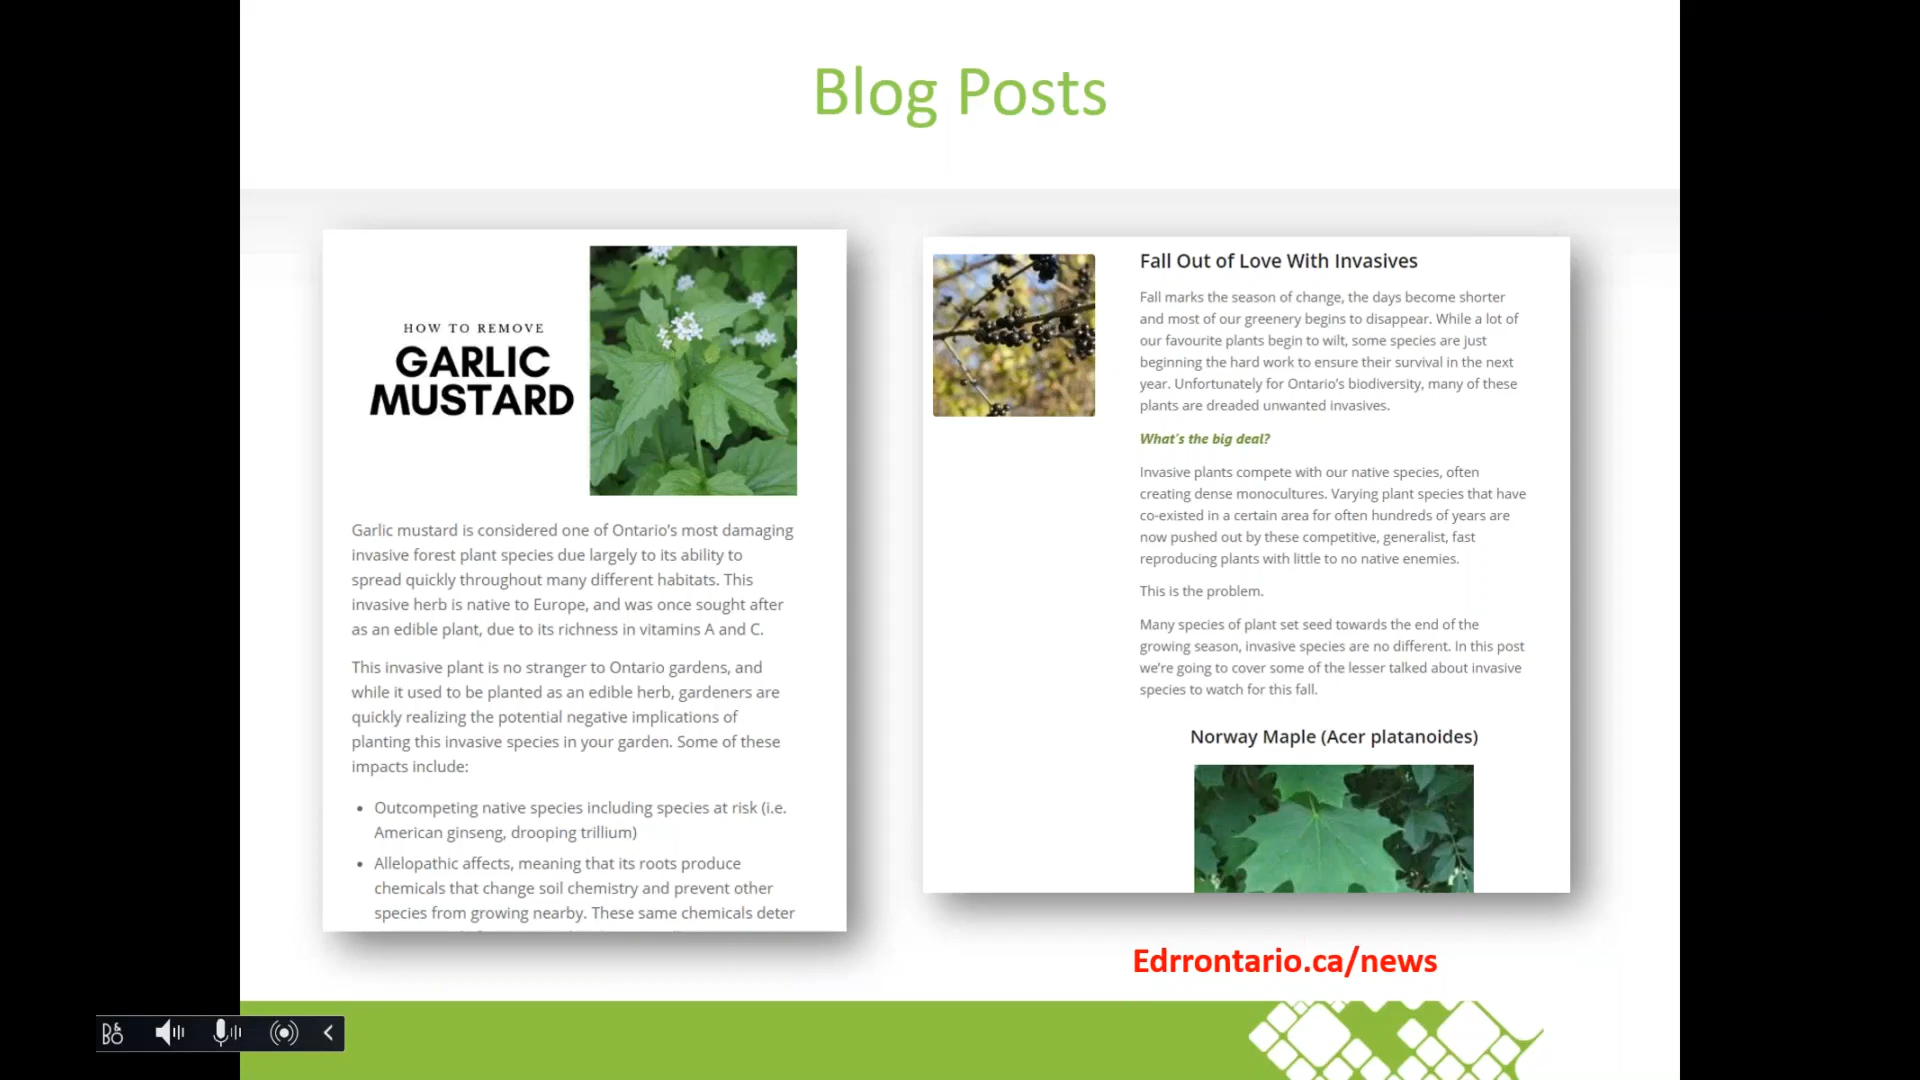 Blog Posts
HOW TO REMOVE
GARLIC
MUSTARD
Garlic mustard is considered one of Ontario's most damaging
invasive forest plant species due largely to its ability to
spread quickly throughout many different habitats. This
invasive herb is native to Europe, and was once sought after
as an edible plant, due to its richness in vitamins A and C.
This invasive plant is no stranger to Ontario gardens, and
while it used to be planted as an edible herb, gardeners are
quickly realizing the potential negative implications of
planting this invasive species in your garden. Some of these
impacts include:
• Outcompeting native species including species at risk (i.e.
American ginseng, drooping trillium)
• Allelopathic affects, meaning that its roots produce
chemicals that change soil chemistry and prevent other
species from growing nearby. These same chemicals deter
Fall Out of Love With Invasives
Fall marks the season of change, the days become shorter
and most of our greenery begins to disappear. While a lot of
our favourite plants begin to wilt, some species are just
beginning the hard work to ensure their survival in the next
year. Unfortunately for Ontario's biodiversity, many of these
plants are dreaded unwanted invasives.
What's the big deal?
Invasive plants compete with our native species, often
creating dense monocultures. Varying plant species that have
co-existed in a certain area for often hundreds of years are
now pushed out by these competitive, generalist, fast
reproducing plants with little to no native enemies.
This is the problem.
Many species of plant set seed towards the end of the
growing season, invasive species are no different. In this post
we're going to cover some of the lesser talked about invasive
species to watch for this fall.
Norway Maple (Acer platanoides)
Edrrontario.ca/news
B&O